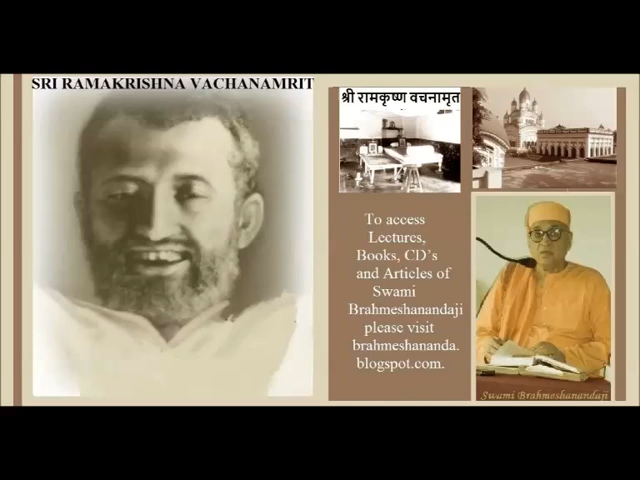 SRI RAMAKRISHNA VACHANAMRIT
श्री रामकृष्ण वचनामृत
To access
Lectures,
Books, CD's
and Articles of
Swami
Brahmeshanandaji
please visit
brahmeshananda.
blogspot.com.
Swami Brahmeshanandaji